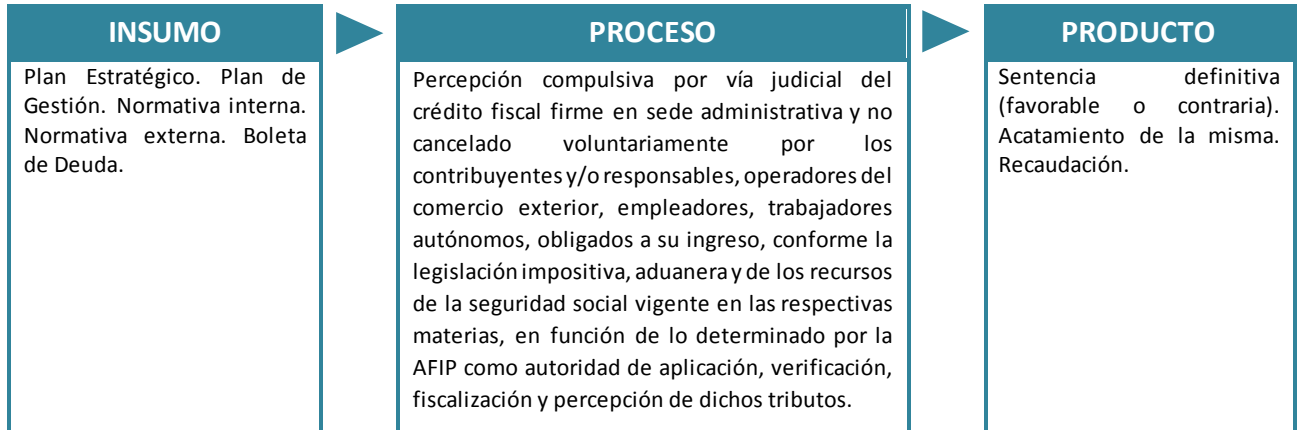 INSUMO
Plan Estratégico. Plan de
Gestión. Normativa interna.
Normativa externa. Boleta
de Deuda.
PROCESO
Percepción compulsiva por vía judicial del
crédito fiscal firme en sede administrativa y no
cancelado voluntariamente por los
contribuyentes y/o responsables, operadores del
comercio exterior, empleadores, trabajadores
autónomos, obligados a su ingreso, conforme la
legislación impositiva, aduanera y de los recursos
de la seguridad social vigente en las respectivas
materias, en función de lo determinado por la
AFIP como autoridad de aplicación, verificación,
fiscalización y percepción de dichos tributos.
PRODUCTO
Sentencia definitiva
(favorable o contraria).
Acatamiento de la misma.
Recaudación.